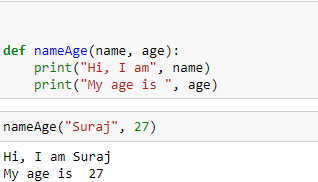 def nameAge(name, age):
    print("Hi, I am", name)
    print("My age is ", age)
nameAge("Suraj", 27)
Hi, I am Suraj
My age is  27